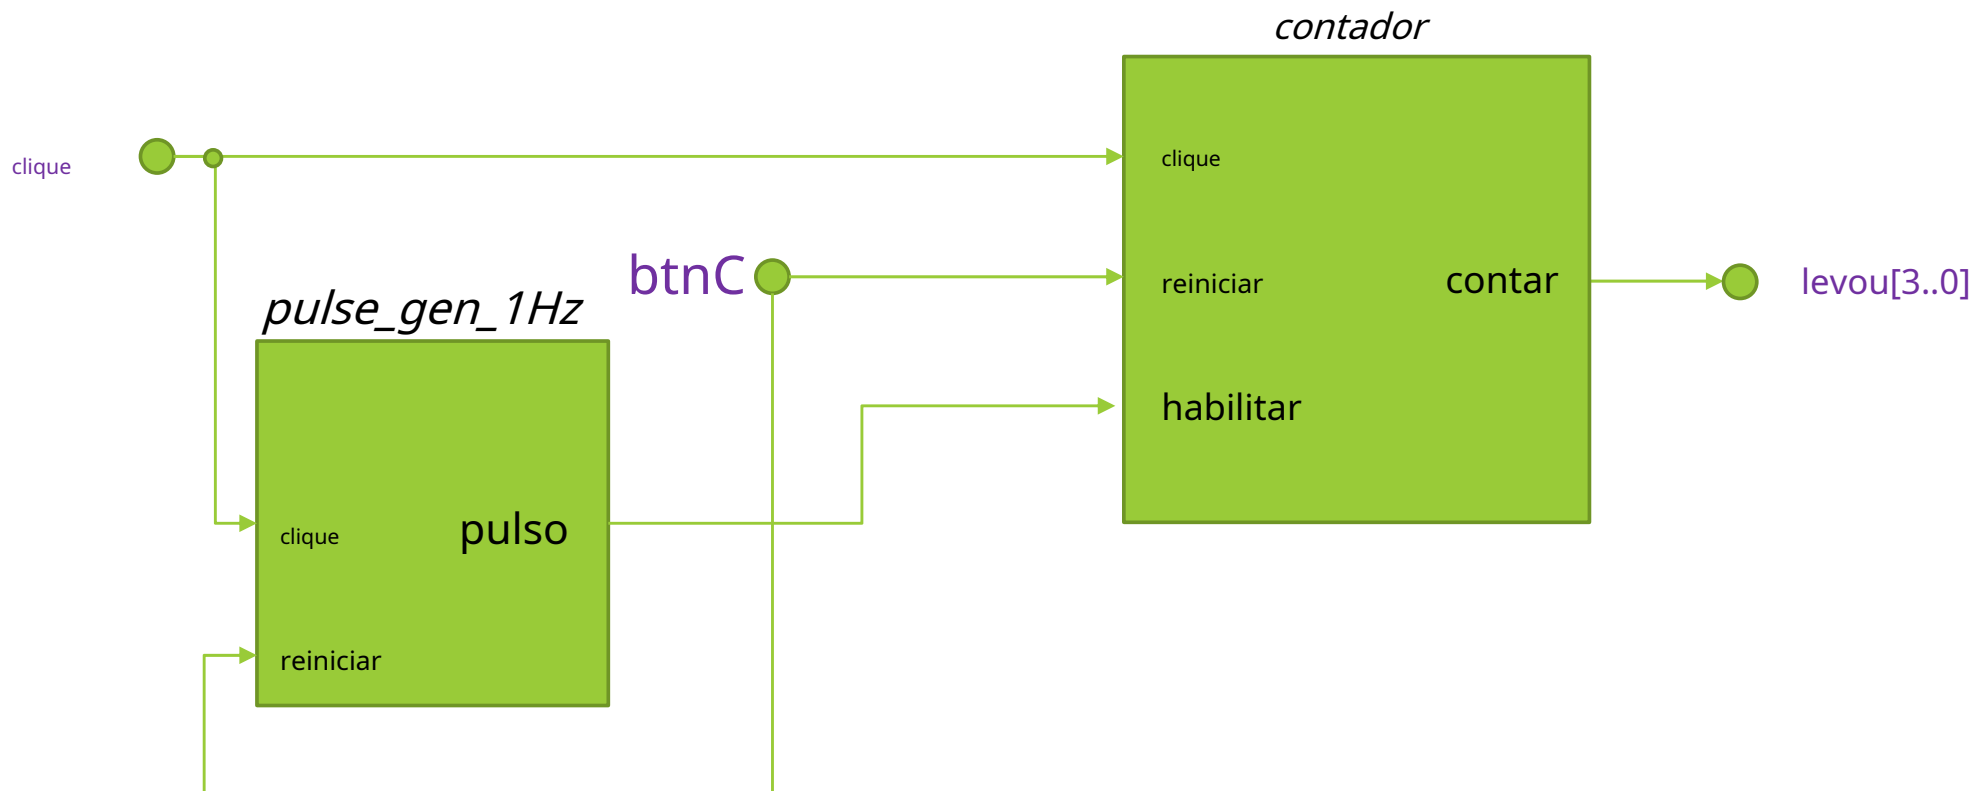 contador
clique
clique
btnC
reiniciar
contar
levou[3..0]
pulse_gen_1Hz
habilitar
clique
pulso
reiniciar